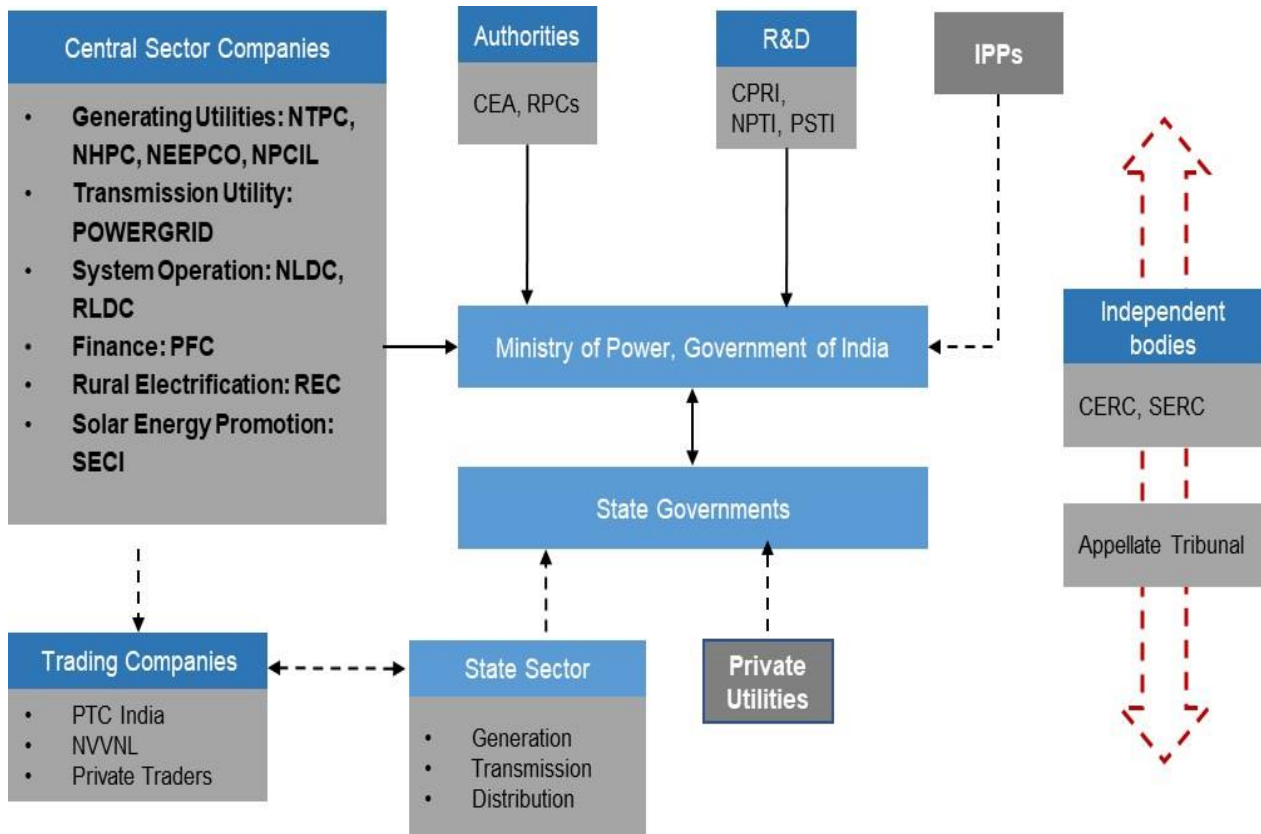 Central Sector Companies
• Generating Utilities: NTPC,
NHPC, NEEPCO, NPCIL
• Transmission Utility:
POWERGRID
• System Operation: NLDC,
RLDC
• Finance: PFC
• Rural Electrification: REC
• Solar Energy Promotion:
SECI
Authorities
CEA, RPCs
R&D
CPRI,
NPTI, PSTI
IPPs
Ministry of Power, Government of India
State Governments
Independent
bodies
CERC, SERC
Appellate Tribunal
Trading Companies
• PTC India
• NVVNL
• Private Traders
State Sector
• Generation
• Transmission
• Distribution
Private
Utilities